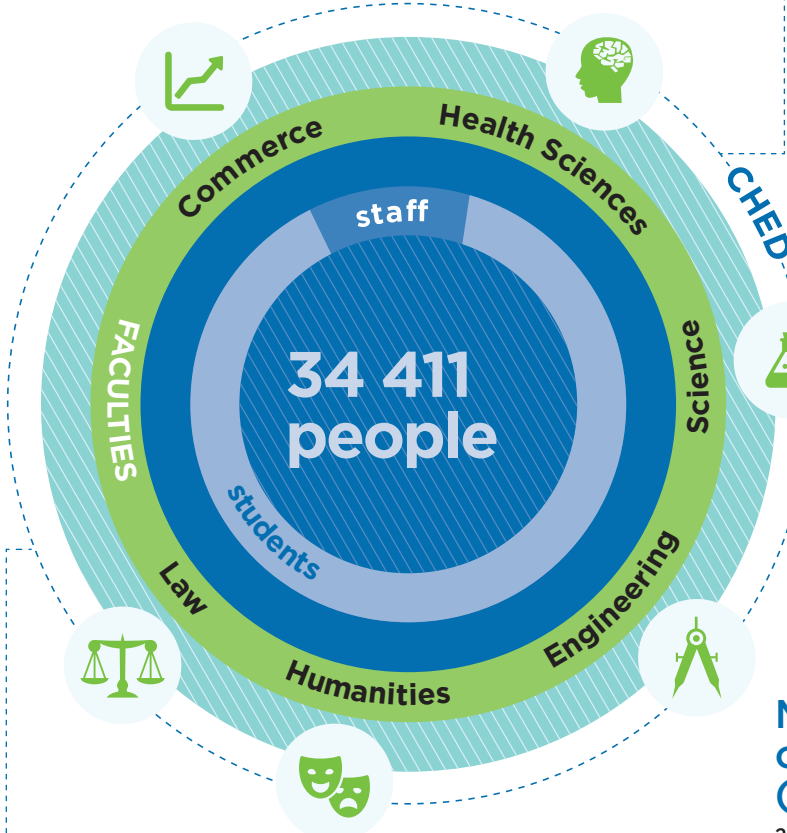 Commerce
Health Sciences
CHED
staff
FACULTIES
Science
34 411
people
students
Law
Engineering
Humanities